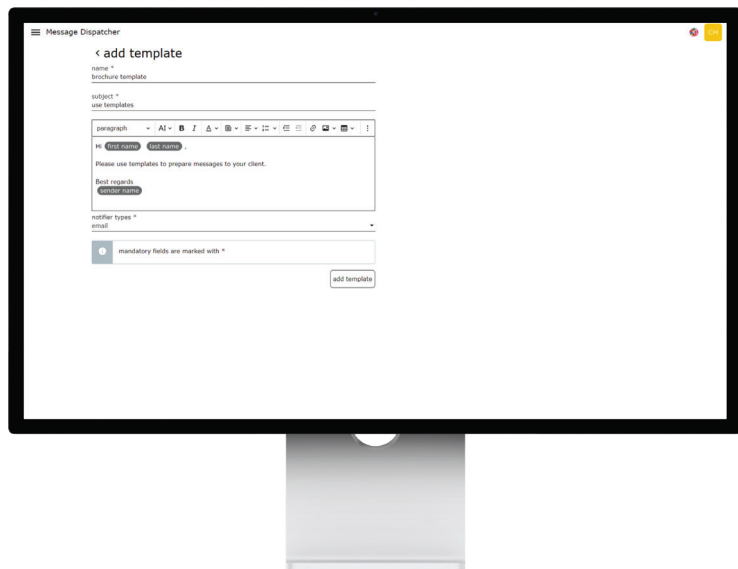 Message Dispatcher
CH
< add template
name *
brochure template
subject *
use templates
paragraph AI B I A
Hi first name last name ,
Please use templates to prepare messages to your client.
Best regards
sender name
notifier types *
email
i mandatory fields are marked with *
add template